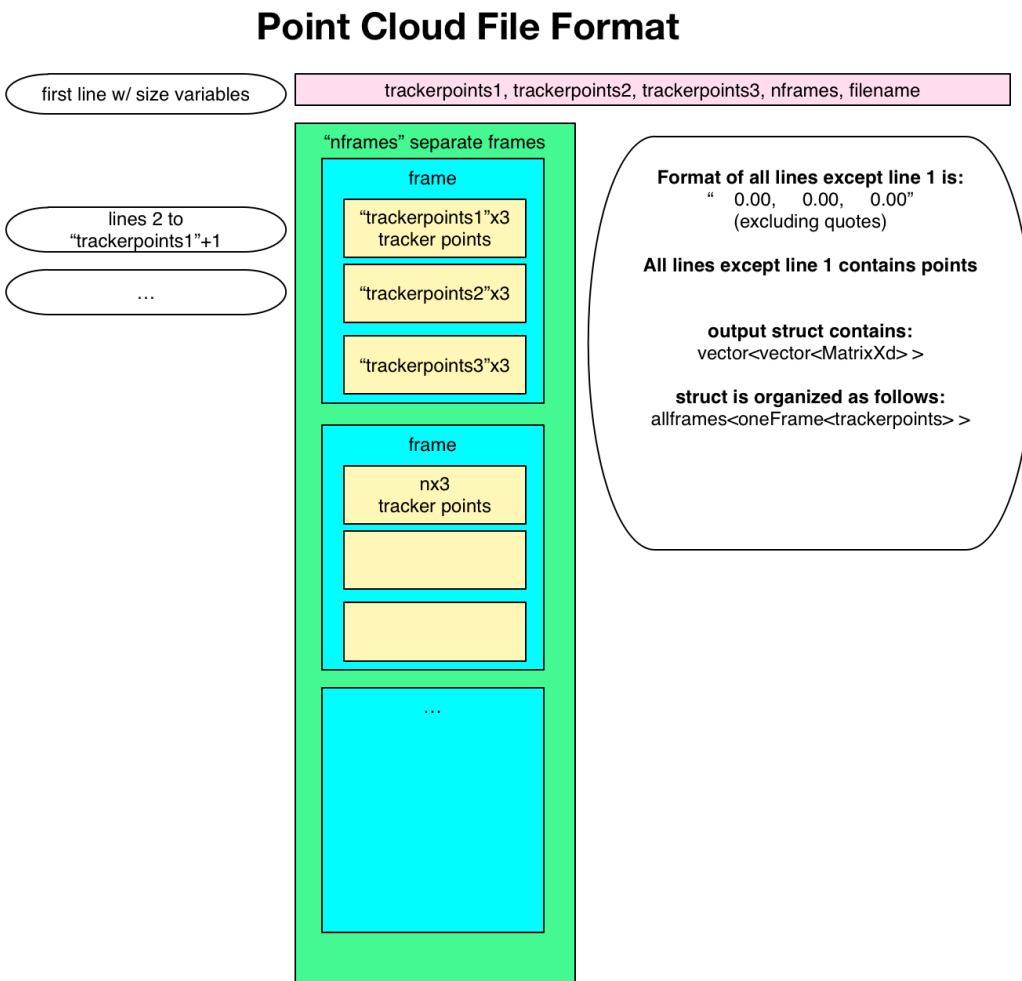 Point Cloud File Format
first line w/ size variables
trackerpoints1, trackerpoints2, trackerpoints3, nframes, filename
“nframes” separate frames
frame
lines 2 to
“trackerpoints1”+1
“trackerpoints1”x3
tracker points
…
“trackerpoints2”x3
“trackerpoints3”x3
frame
nx3
tracker points
…
Format of all lines except line 1 is:
“    0.00,     0.00,     0.00”
(excluding quotes)
All lines except line 1 contains points
output struct contains:
vector<vector<MatrixXd> >
struct is organized as follows:
allframes<oneFrame<trackerpoints> >